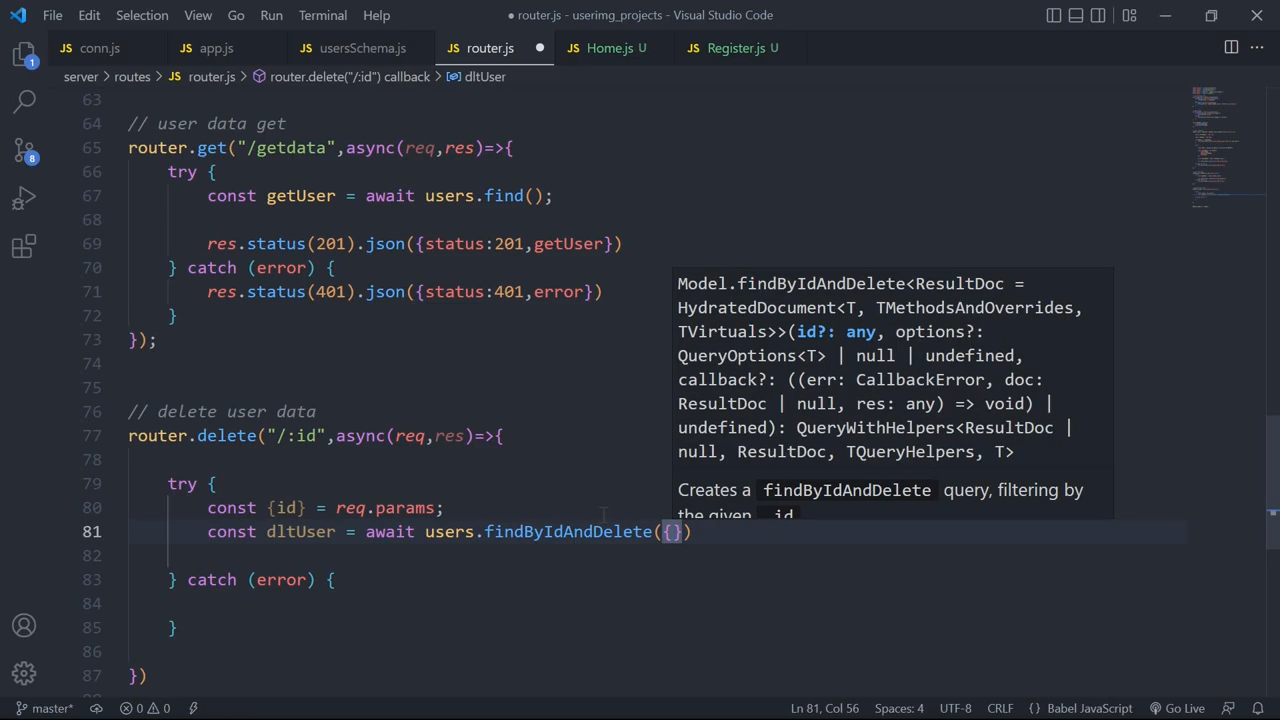 File Edit Selection View Go Run Terminal Help ● router.js - userimg_projects - Visual Studio Code
JS conn.js JS app.js JS usersSchema.js JS router.js ● JS Home.js U JS Register.js U
server > routes > JS router.js > router.delete("/:id") callback > dltUser
63
64 // user data get
65 router.get("/getdata",async(req,res)=>{
66 try {
67 const getUser = await users.find();
68
69 res.status(201).json({status:201,getUser})
70 } catch (error) {
71 res.status(401).json({status:401,error})
72 }
73 });
74
75
76 // delete user data
77 router.delete("/:id",async(req,res)=>{
78
79 try {
80 const {id} = req.params;
81 const dltUser = await users.findByIdAndDelete({})
82
83 } catch (error) {
84
85 }
86
87 })
Model.findByIdAndDelete<ResultDoc =
HydratedDocument<T, TMethodsAndOverrides,
TVirtuals>>(id?: any, options?:
QueryOptions<T> | null | undefined,
callback?: ((err: CallbackError, doc:
ResultDoc | null, res: any) => void) |
undefined): QueryWithHelpers<ResultDoc |
null, ResultDoc, TQueryHelpers, T>
Creates a findByIdAndDelete query, filtering by
the given _id
1
8
master* 0 0 Ln 81, Col 56 Spaces: 4 UTF-8 CRLF {} Babel JavaScript Go Live